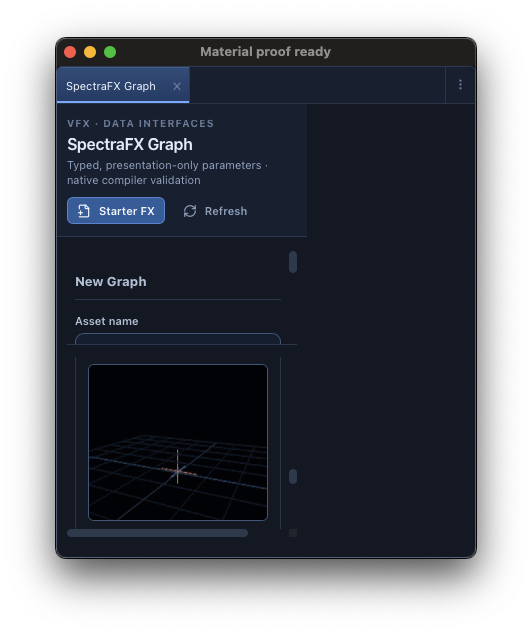 Material proof ready
SpectraFX Graph
VFX · DATA INTERFACES
SpectraFX Graph
Typed, presentation-only parameters ·
native compiler validation
Starter FX
Refresh
New Graph
Asset name